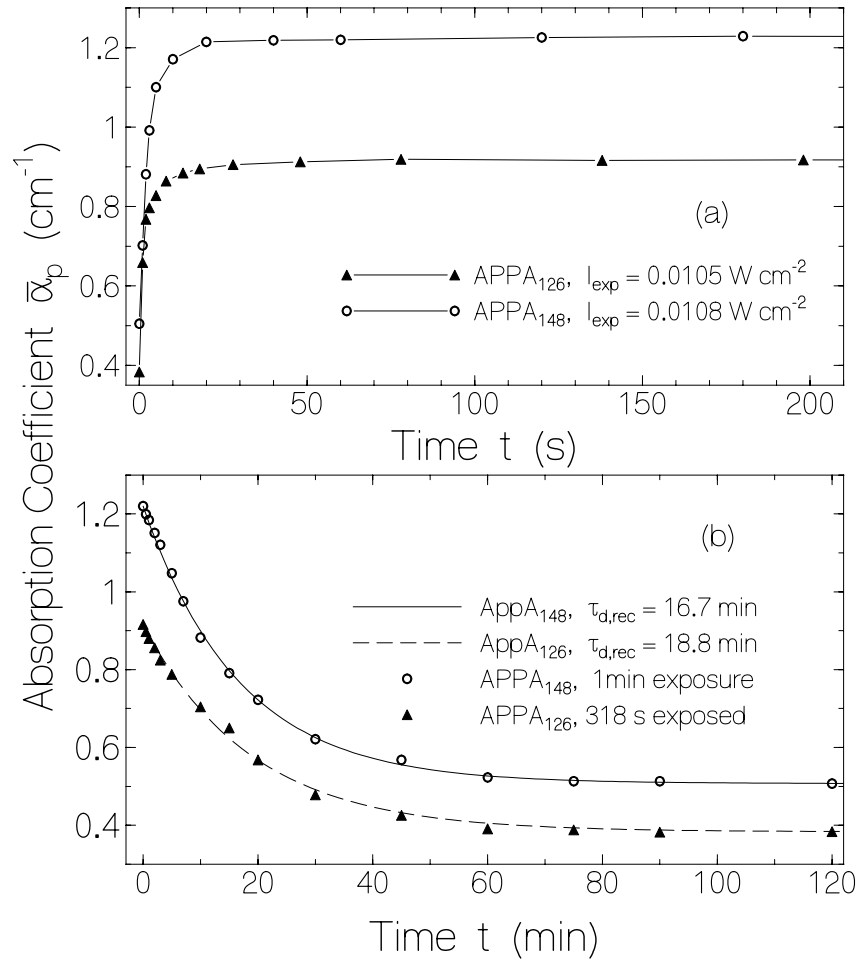 Absorption Coefficient ᾱp (cm-1)
1.2
1
0.8
0.6
0.4
(a)
APPA126, Iexp = 0.0105 W cm-2
APPA148, Iexp = 0.0108 W cm-2
0 50 100 150 200
Time t (s)
1.2
1
0.8
0.6
0.4
(b)
AppA148, τd,rec = 16.7 min
AppA126, τd,rec = 18.8 min
APPA148, 1min exposure
APPA126, 318 s exposed
0 20 40 60 80 100 120
Time t (min)